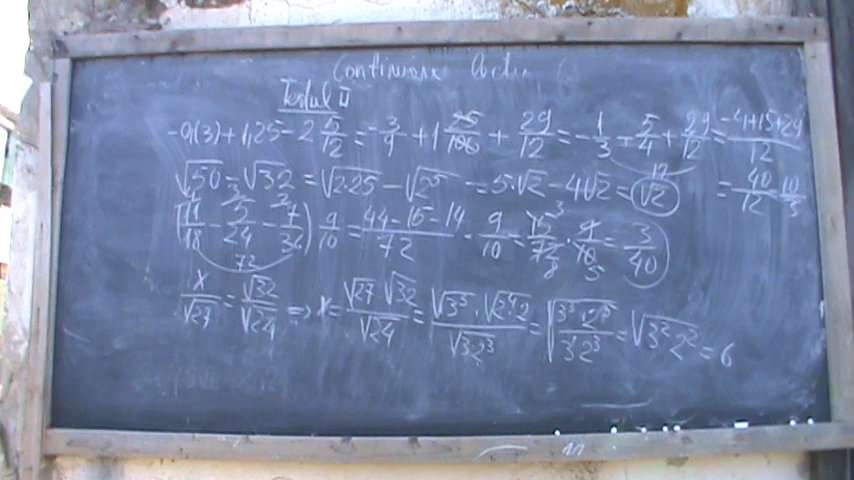 Continuare
Testul II
-0,(3) + 1,25 - 2 5/12 = -3/9 + 1 25/100 + 29/12 = -1/3 + 5/4 + 29/12 = -4+15+29/12
√50 - √32 = √2·25 - √2⁵ = 5·√2 - 4√2 = √2 = 40/12 = 10/3
(11/18 - 5/24 - 7/36) 9/10 = 44-15-14/72 · 9/10 = 15/72 · 9/10 = 3/40
72
x/√27 = √32/√24 => x = √27 √32/√24 = √3³ · √2⁴·2/√3·2³ = √3³·2⁵/3 2³ = √3² 2² = 6